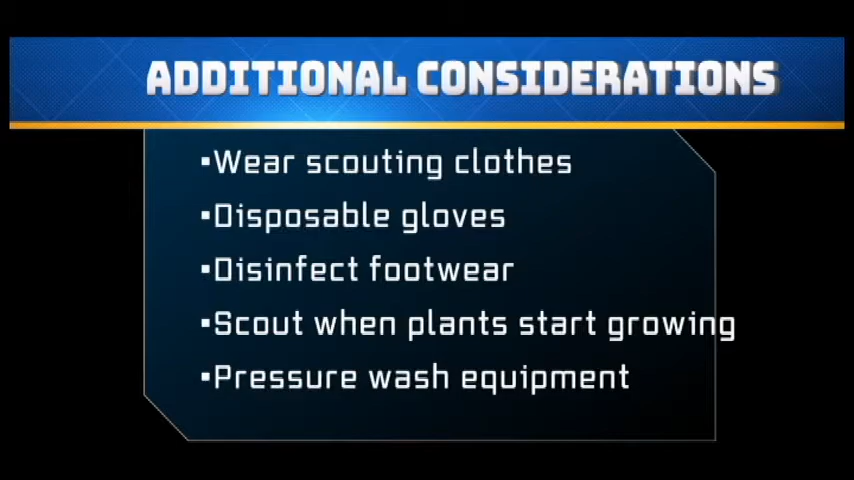 ADDITIONAL CONSIDERATIONS
▪Wear scouting clothes
▪Disposable gloves
▪Disinfect footwear
▪Scout when plants start growing
▪Pressure wash equipment